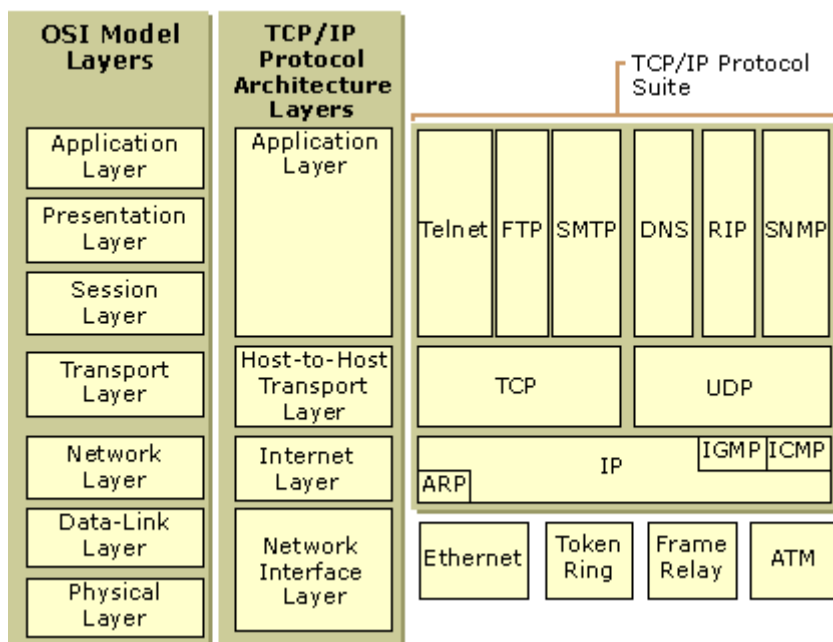 OSI Model
Layers
TCP/IP
Protocol
Architecture
Layers
TCP/IP Protocol
Suite
Application
Layer
Presentation
Layer
Session
Layer
Transport
Layer
Network
Layer
Data-Link
Layer
Physical
Layer
Application
Layer
Host-to-Host
Transport
Layer
Internet
Layer
Network
Interface
Layer
Telnet
FTP
SMTP
DNS
RIP
SNMP
TCP
UDP
IP
IGMP
ICMP
ARP
Ethernet
Token
Ring
Frame
Relay
ATM